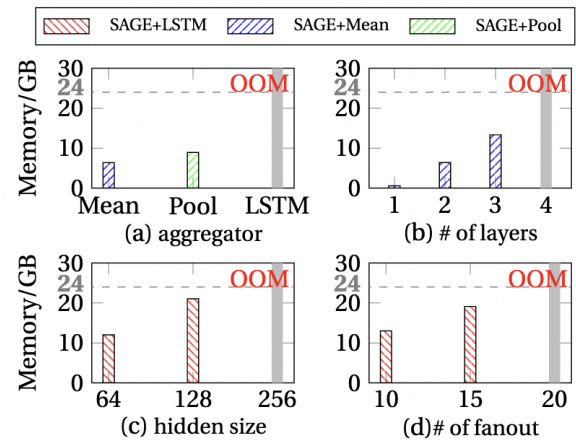 SAGE+LSTM SAGE+Mean SAGE+Pool
Memory/GB
30
24
20
10
0
OOM
Mean Pool LSTM
(a) aggregator
30
24
20
10
0
OOM
1 2 3 4
(b) # of layers
Memory/GB
30
24
20
10
0
OOM
64 128 256
(c) hidden size
30
24
20
10
0
OOM
10 15 20
(d)# of fanout